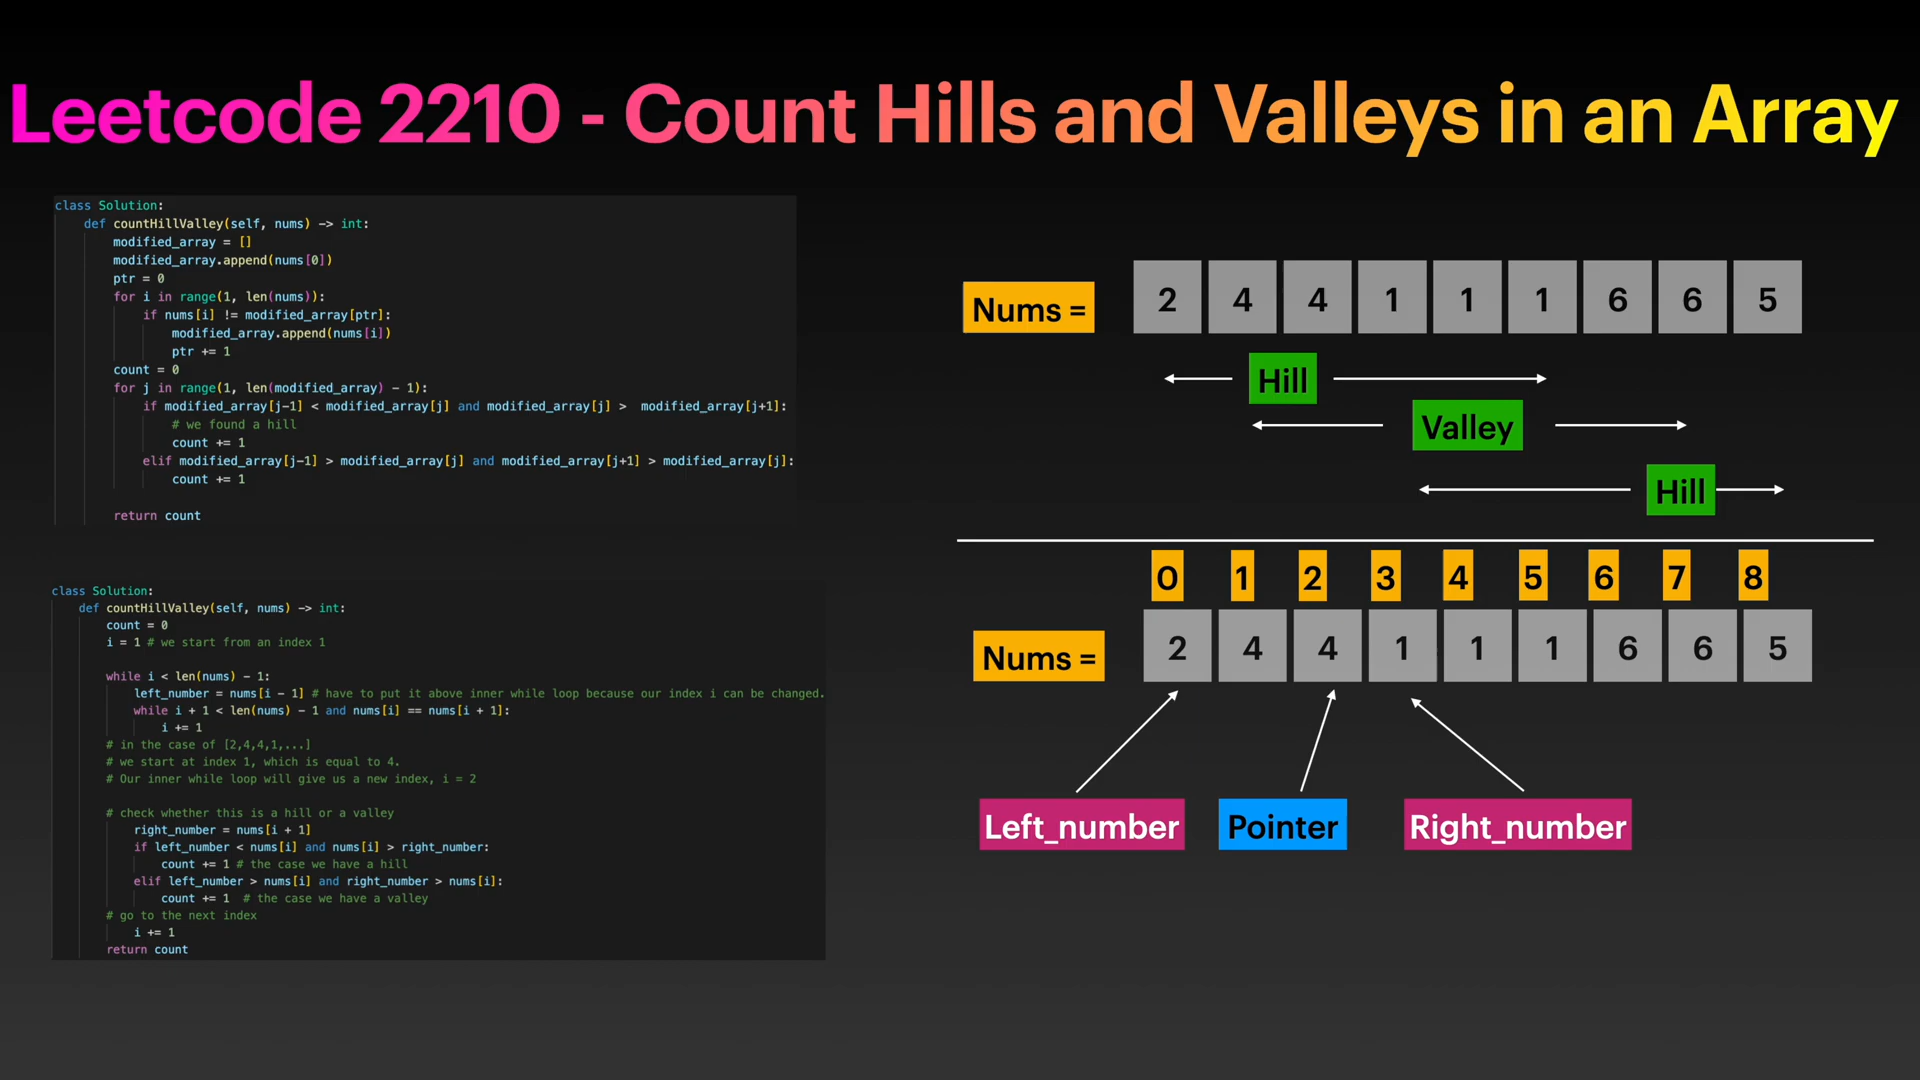 Leetcode 2210 - Count Hills and Valleys in an Array
class Solution:
def countHillValley(self, nums) -> int:
modified_array = []
modified_array.append(nums[0])
ptr = 0
for i in range(1, len(nums)):
if nums[i] != modified_array[ptr]:
modified_array.append(nums[i])
ptr += 1
count = 0
for j in range(1, len(modified_array) - 1):
if modified_array[j-1] < modified_array[j] and modified_array[j] >  modified_array[j+1]:
# we found a hill
count += 1
elif modified_array[j-1] > modified_array[j] and modified_array[j+1] > modified_array[j]:
count += 1
return count
class Solution:
def countHillValley(self, nums) -> int:
count = 0
i = 1 # we start from an index 1
while i < len(nums) - 1:
left_number = nums[i - 1] # have to put it above inner while loop because our index i can be changed.
while i + 1 < len(nums) - 1 and nums[i] == nums[i + 1]:
i += 1
# in the case of [2,4,4,1,...]
# we start at index 1, which is equal to 4.
# Our inner while loop will give us a new index, i = 2
# check whether this is a hill or a valley
right_number = nums[i + 1]
if left_number < nums[i] and nums[i] > right_number:
count += 1 # the case we have a hill
elif left_number > nums[i] and right_number > nums[i]:
count += 1  # the case we have a valley
# go to the next index
i += 1
return count
Nums = 2 4 4 1 1 1 6 6 5
Hill
Valley
Hill
0 1 2 3 4 5 6 7 8
Nums = 2 4 4 1 1 1 6 6 5
Left_number Pointer Right_number